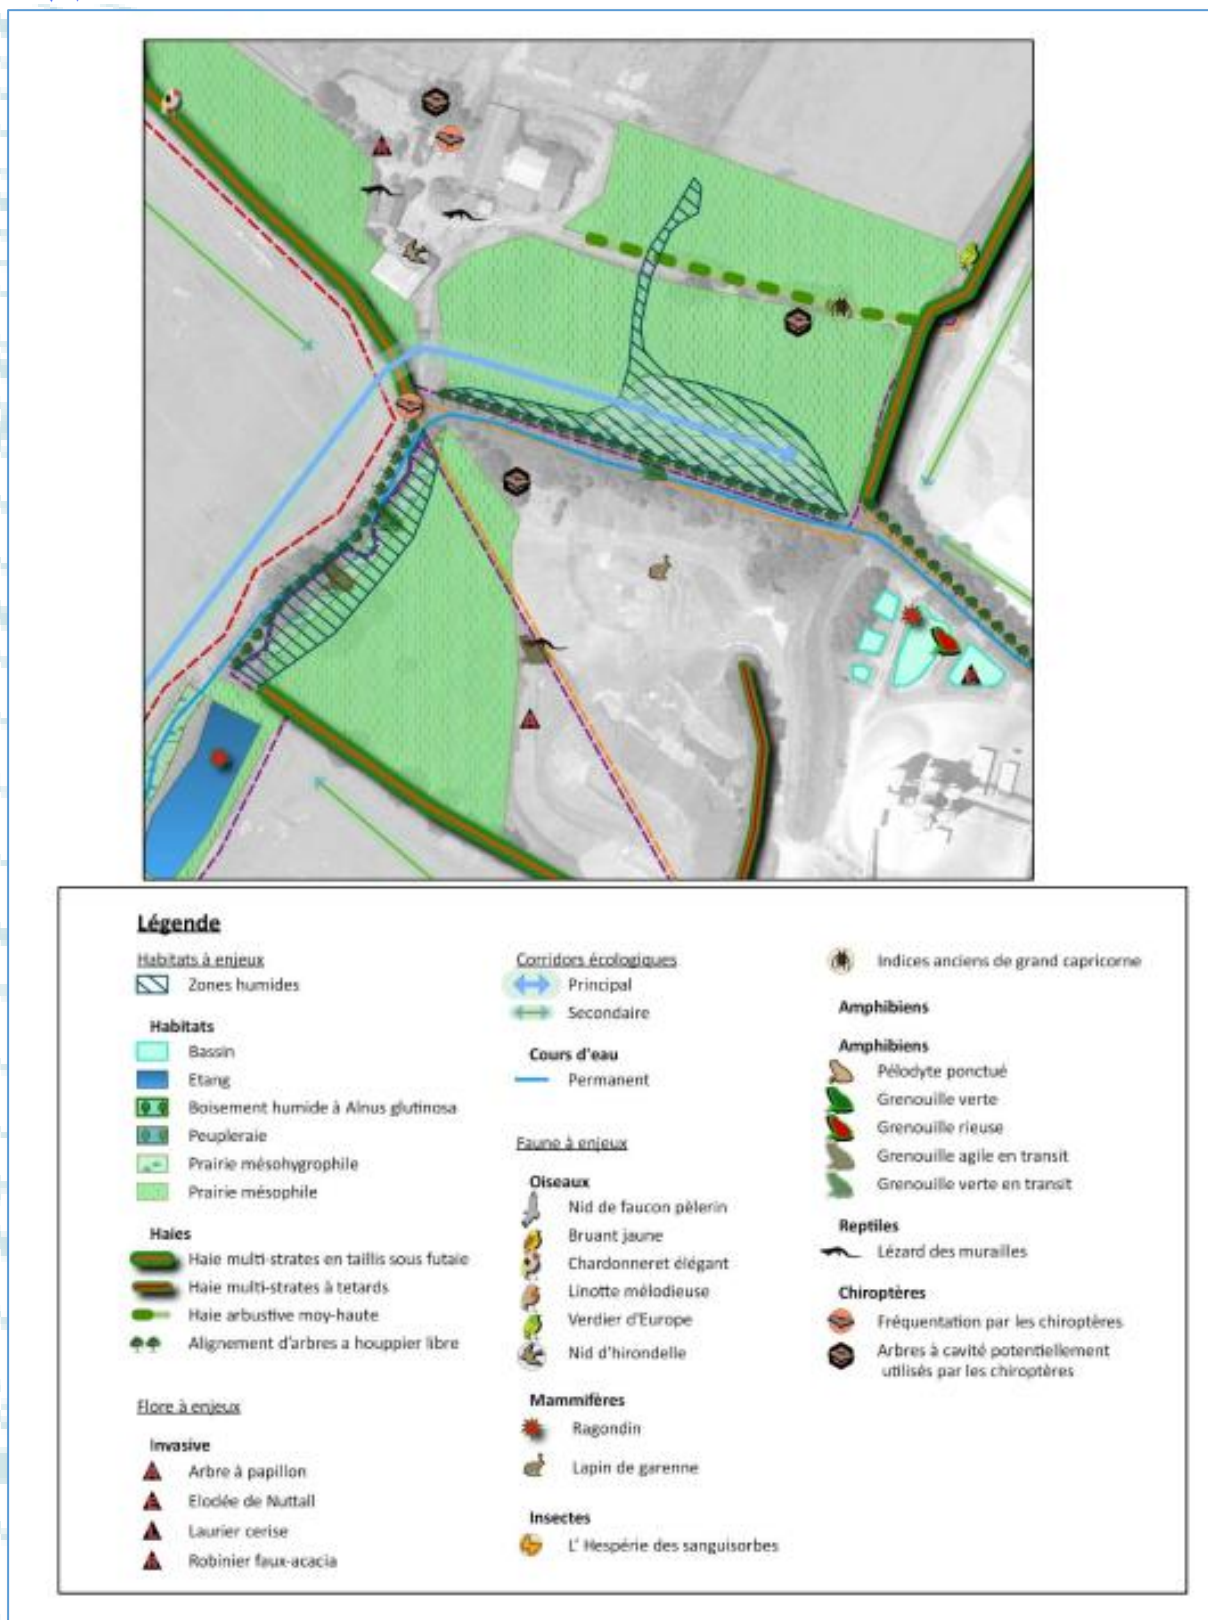 Légende
Habitats à enjeux
Zones humides
Habitats
Bassin
Etang
Boisement humide à Alnus glutinosa
Peupleraie
Prairie mésohygrophile
Prairie mésophile
Haies
Haie multi-strates en taillis sous futaie
Haie multi-strates à tetards
Haie arbustive moy-haute
Alignement d'arbres a houppier libre
Flore à enjeux
Invasive
Arbre à papillon
Elodée de Nuttall
Laurier cerise
Robinier faux-acacia
Corridors écologiques
Principal
Secondaire
Cours d'eau
Permanent
Faune à enjeux
Oiseaux
Nid de faucon pèlerin
Bruant jaune
Chardonneret élégant
Linotte mélodieuse
Verdier d'Europe
Nid d'hirondelle
Mammifères
Ragondin
Lapin de garenne
Insectes
L' Hespérie des sanguisorbes
Indices anciens de grand capricorne
Amphibiens
Amphibiens
Pélodyte ponctué
Grenouille verte
Grenouille rieuse
Grenouille agile en transit
Grenouille verte en transit
Reptiles
Lézard des murailles
Chiroptères
Fréquentation par les chiroptères
Arbres à cavité potentiellement
utilisés par les chiroptères